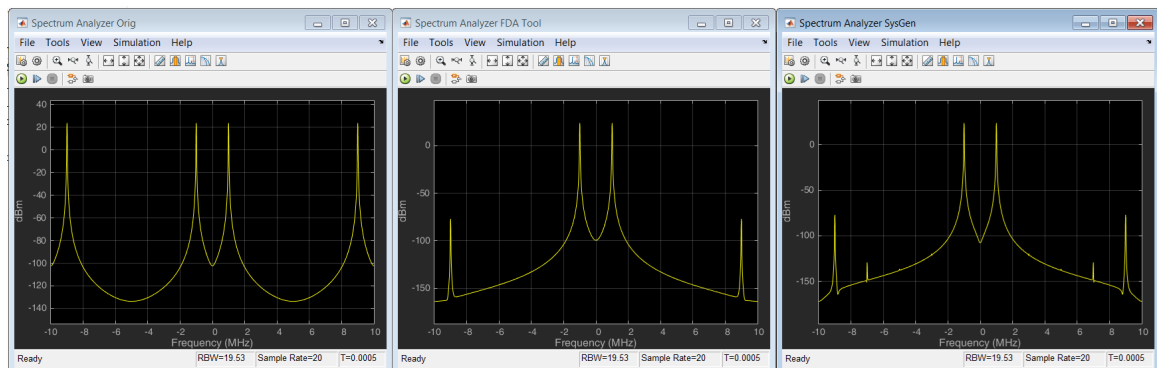 Spectrum Analyzer Orig
File Tools View Simulation Help
40
20
0
-20
-40
-60
-80
-100
-120
-140
dBm
-10 -8 -6 -4 -2 0 2 4 6 8 10
Frequency (MHz)
Ready RBW=19.53 Sample Rate=20 T=0.0005
Spectrum Analyzer FDA Tool
File Tools View Simulation Help
0
-50
-100
-150
dBm
-10 -8 -6 -4 -2 0 2 4 6 8 10
Frequency (MHz)
Ready RBW=19.53 Sample Rate=20 T=0.0005
Spectrum Analyzer SysGen
File Tools View Simulation Help
0
-50
-100
-150
dBm
-10 -8 -6 -4 -2 0 2 4 6 8 10
Frequency (MHz)
Ready RBW=19.53 Sample Rate=20 T=0.0005